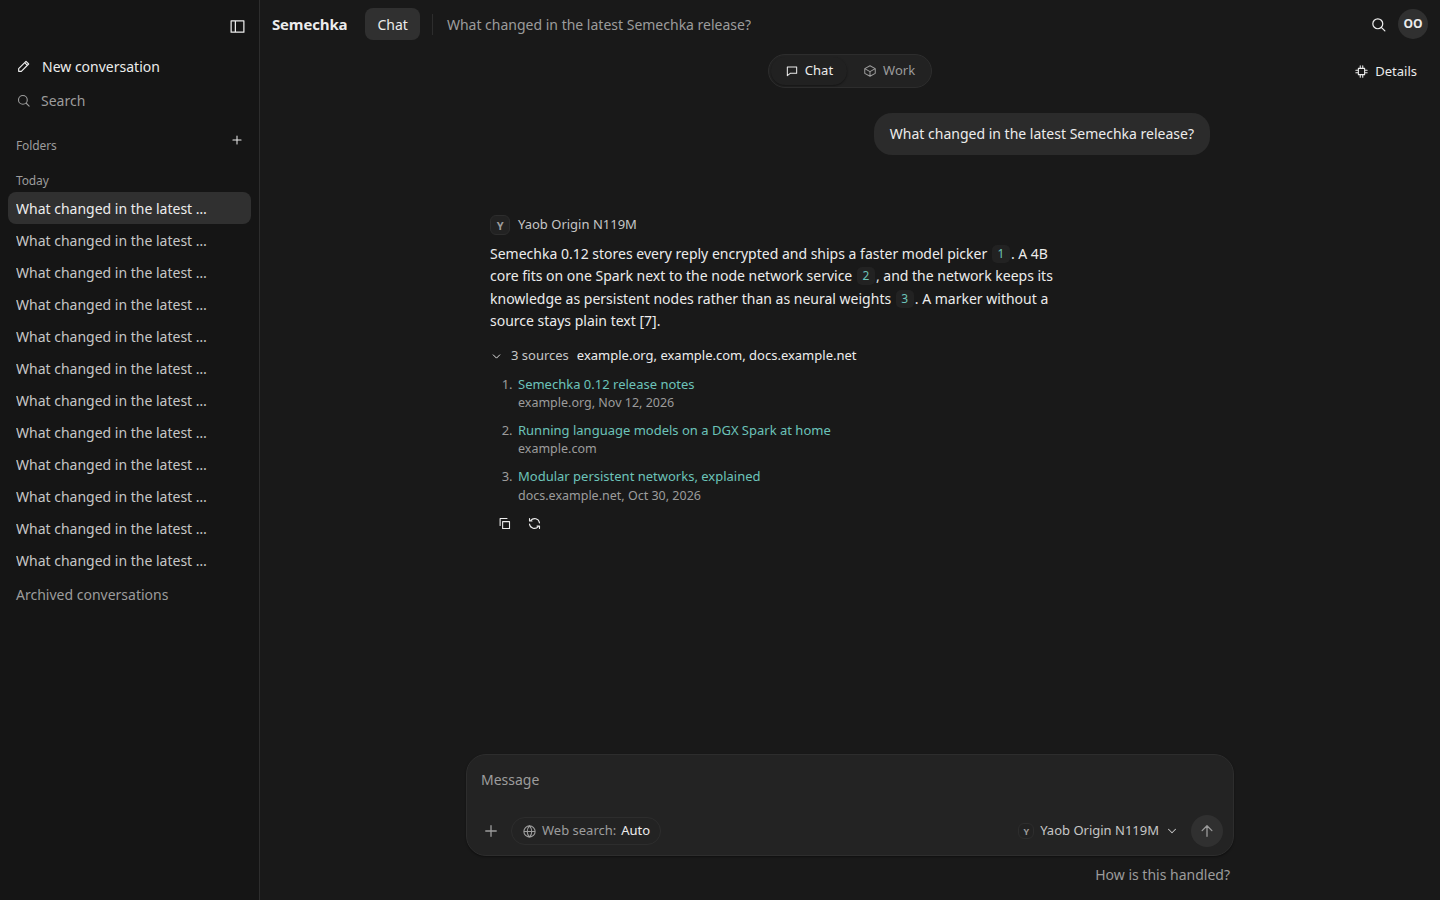 Semechka
Chat
What changed in the latest Semechka release?
OO
New conversation
Search
Folders
Today
What changed in the latest ...
What changed in the latest ...
What changed in the latest ...
What changed in the latest ...
What changed in the latest ...
What changed in the latest ...
What changed in the latest ...
What changed in the latest ...
What changed in the latest ...
What changed in the latest ...
What changed in the latest ...
What changed in the latest ...
Archived conversations
Chat
Work
Details
What changed in the latest Semechka release?
Y Yaob Origin N119M
Semechka 0.12 stores every reply encrypted and ships a faster model picker 1. A 4B
core fits on one Spark next to the node network service 2, and the network keeps its
knowledge as persistent nodes rather than as neural weights 3. A marker without a
source stays plain text [7].
3 sources example.org, example.com, docs.example.net
1. Semechka 0.12 release notes
example.org, Nov 12, 2026
2. Running language models on a DGX Spark at home
example.com
3. Modular persistent networks, explained
docs.example.net, Oct 30, 2026
Message
Web search: Auto
Y Yaob Origin N119M
How is this handled?